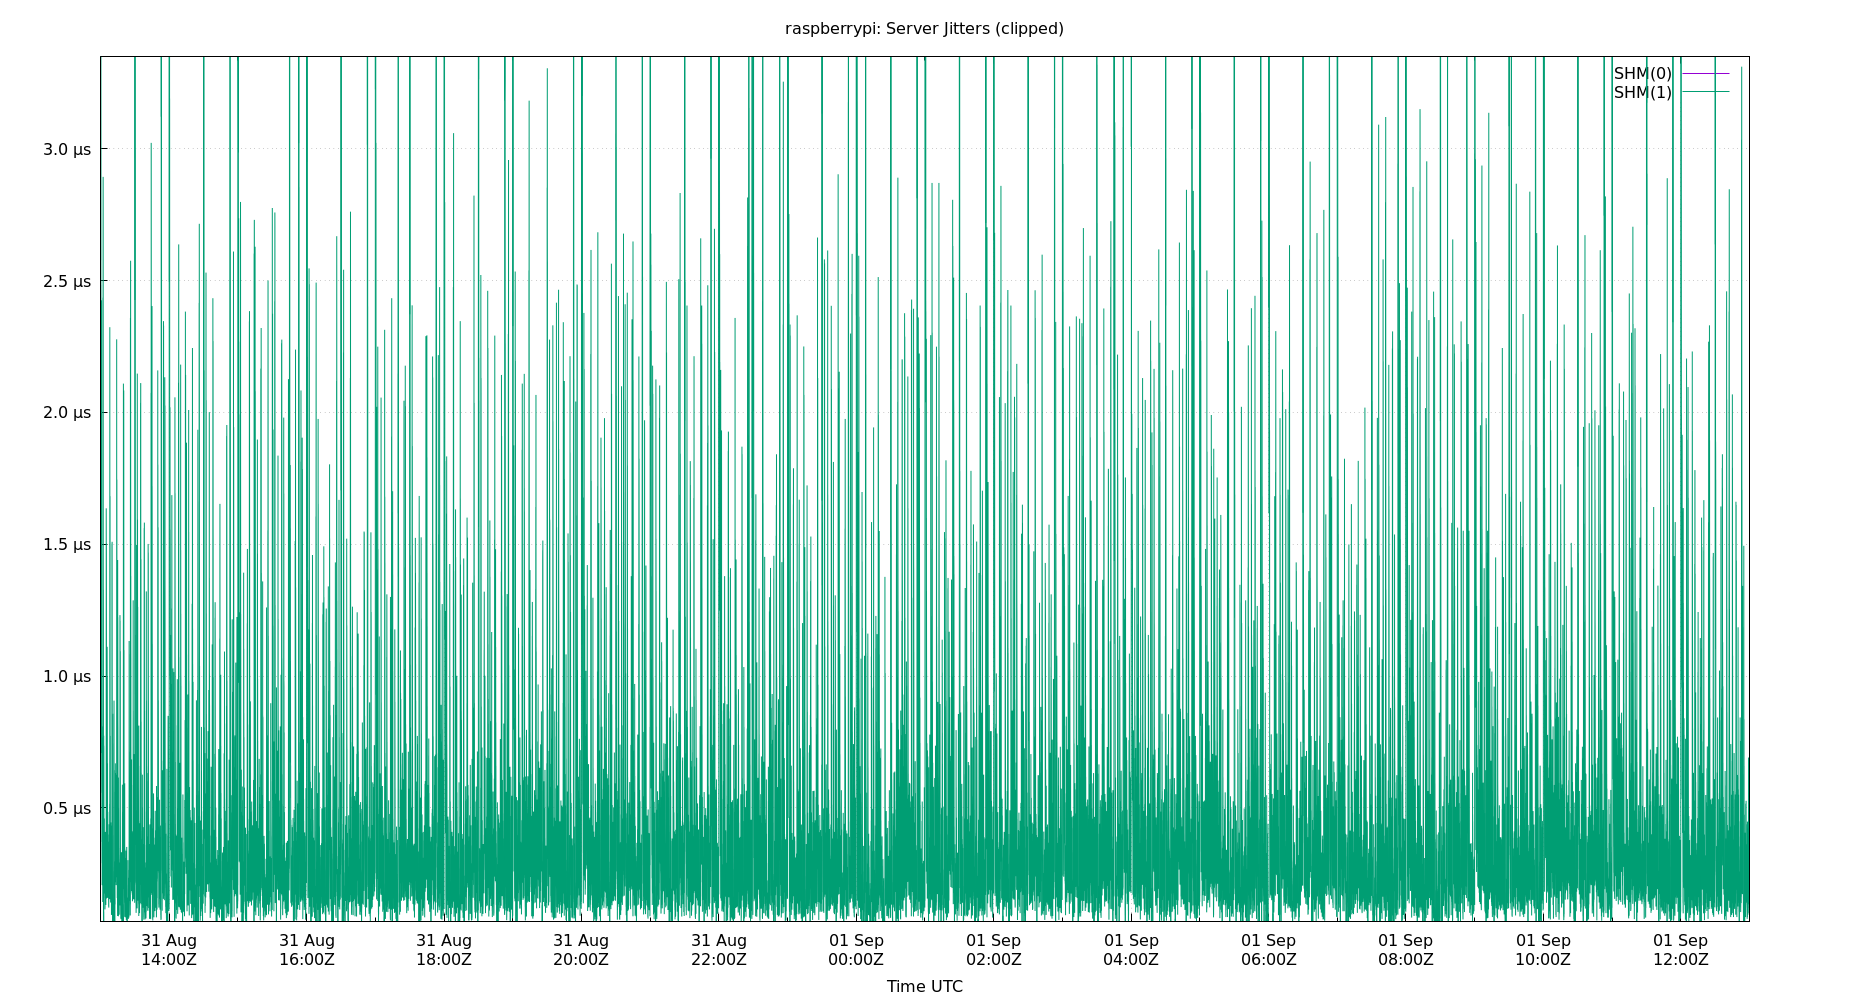 raspberrypi: Server Jitters (clipped)
SHM(0)
SHM(1)
3.0 µs
2.5 µs
2.0 µs
1.5 µs
1.0 µs
0.5 µs
31 Aug 31 Aug 31 Aug 31 Aug 31 Aug 01 Sep 01 Sep 01 Sep 01 Sep 01 Sep 01 Sep 01 Sep
14:00Z 16:00Z 18:00Z 20:00Z 22:00Z 00:00Z 02:00Z 04:00Z 06:00Z 08:00Z 10:00Z 12:00Z
Time UTC